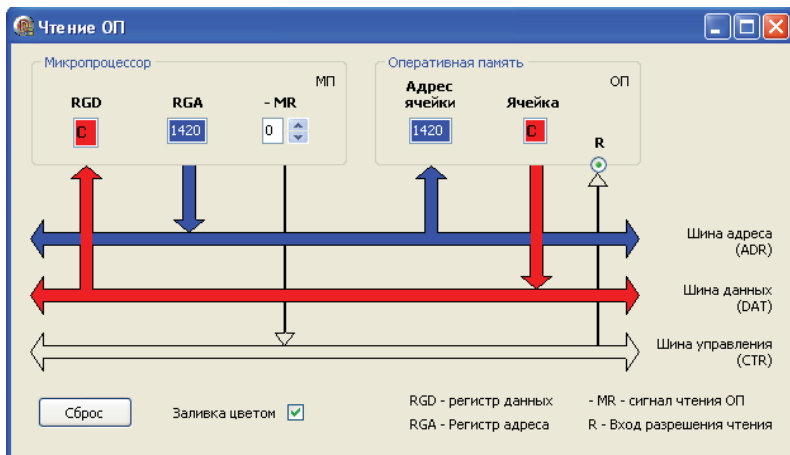 Чтение ОП
Микропроцессор
МП
RGD RGA - MR
C 1420 0
Оперативная память
ОП
Адрес
ячейки
Ячейка
1420 C
R
Шина адреса
(ADR)
Шина данных
(DAT)
Шина управления
(CTR)
Сброс
Заливка цветом
RGD - регистр данных
RGA - Регистр адреса
- MR - сигнал чтения ОП
R - Вход разрешения чтения